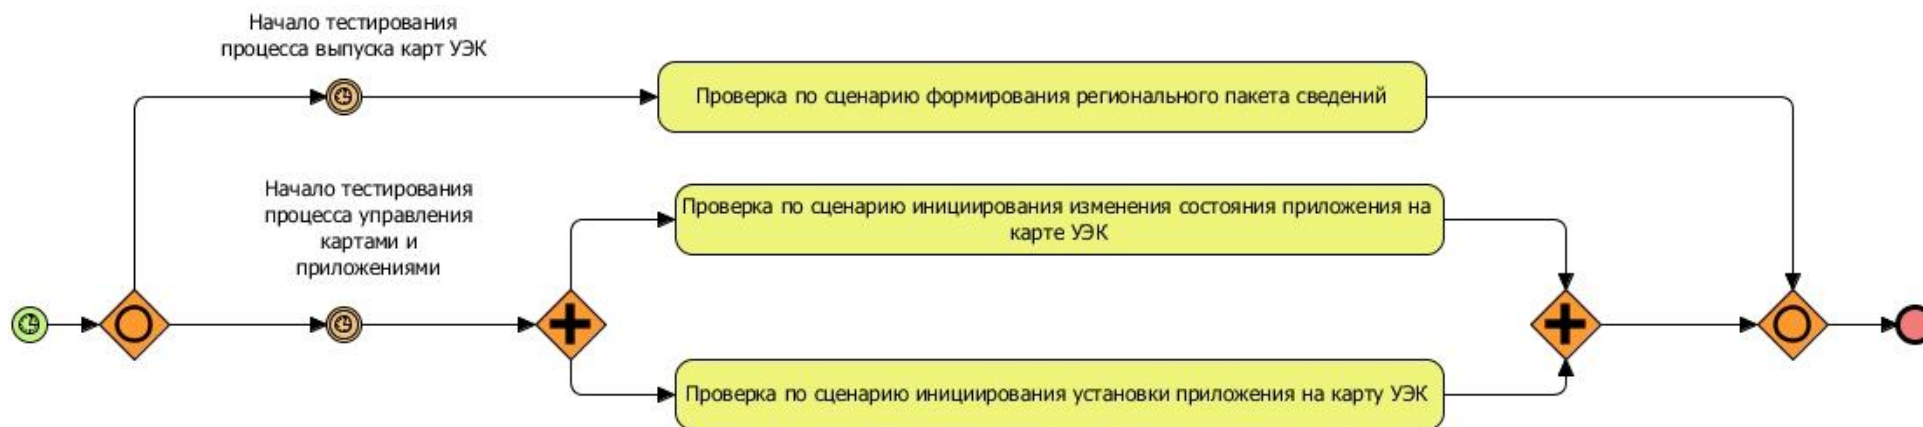 Начало тестирования
процесса выпуска карт УЭК
Проверка по сценарию формирования регионального пакета сведений
Начало тестирования
процесса управления
картами и
приложениями
Проверка по сценарию инициирования изменения состояния приложения на
карте УЭК
Проверка по сценарию инициирования установки приложения на карту УЭК